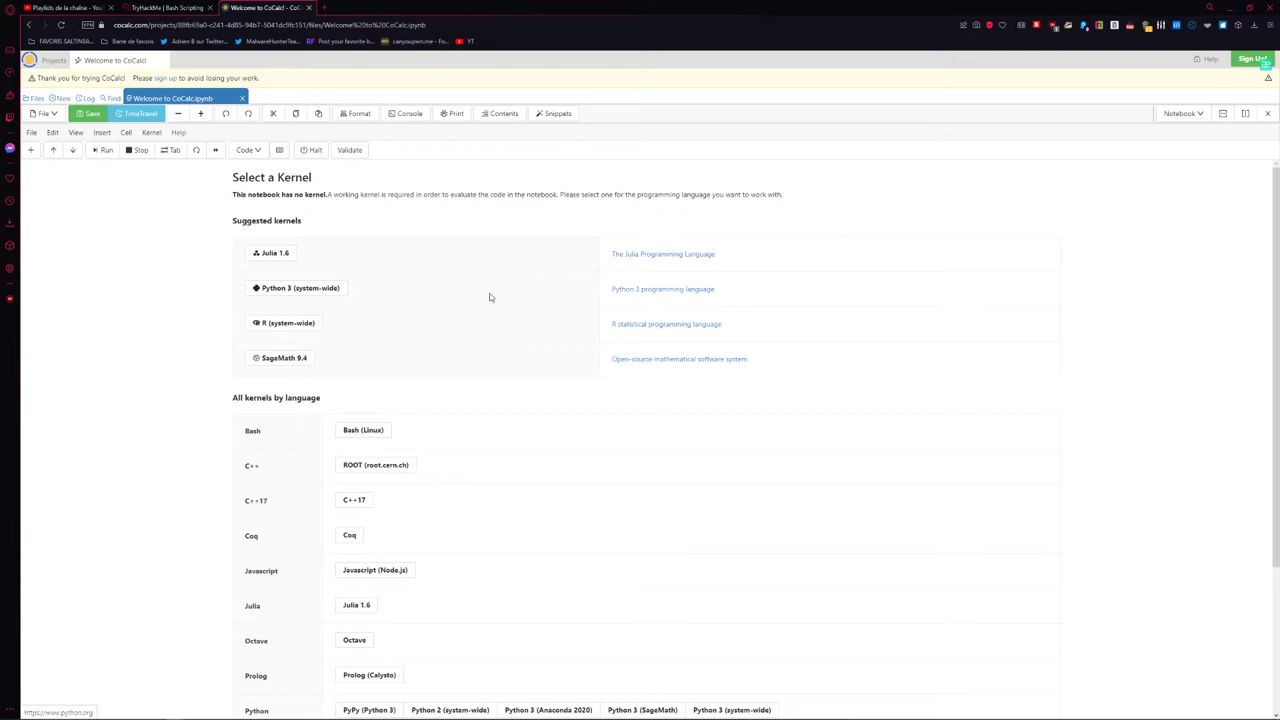 Playlists de la chaîne - YouTu
TryHackMe | Bash Scripting
Welcome to CoCalc! - CoC
VPN
cocalc.com/projects/88fb69a0-c241-4d85-94b7-5041dc9fc151/files/Welcome%20to%20CoCalc.ipynb
FAVORIS SALTINBA...
Barre de favoris
Adrien B sur Twitter...
MalwareHunterTea...
Post your favorite b...
canyoupwn.me - Fo...
YT
Projects
Welcome to CoCalc!
Help
Sign Up!
Thank you for trying CoCalc! Please sign up to avoid losing your work.
Files
New
Log
Find
Welcome to CoCalc.ipynb
File
Save
TimeTravel
Format
Console
Print
Contents
Snippets
Notebook
File
Edit
View
Insert
Cell
Kernel
Help
Run
Stop
Tab
Code
Halt
Validate
Select a Kernel
This notebook has no kernel.A working kernel is required in order to evaluate the code in the notebook. Please select one for the programming language you want to work with.
Suggested kernels
Julia 1.6
The Julia Programming Language
Python 3 (system-wide)
Python 3 programming language
R (system-wide)
R statistical programming language
SageMath 9.4
Open-source mathematical software system
All kernels by language
Bash
Bash (Linux)
C++
ROOT (root.cern.ch)
C++17
C++17
Coq
Coq
Javascript
Javascript (Node.js)
Julia
Julia 1.6
Octave
Octave
Prolog
Prolog (Calysto)
Python
PyPy (Python 3)
Python 2 (system-wide)
Python 3 (Anaconda 2020)
Python 3 (SageMath)
Python 3 (system-wide)
https://www.python.org